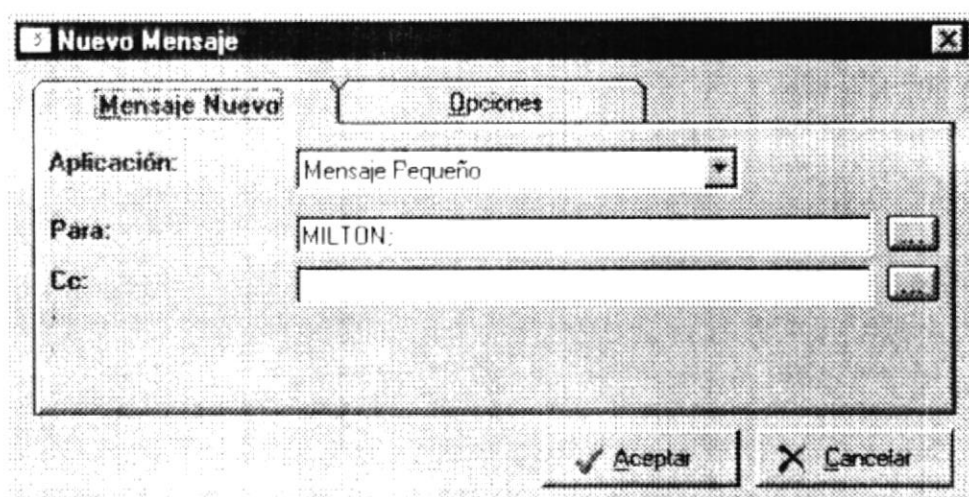 Nuevo Mensaje
Mensaje Nuevo Opciones
Aplicación: Mensaje Pequeño
Para: MILTON; ...
Cc: ...
Aceptar Cancelar